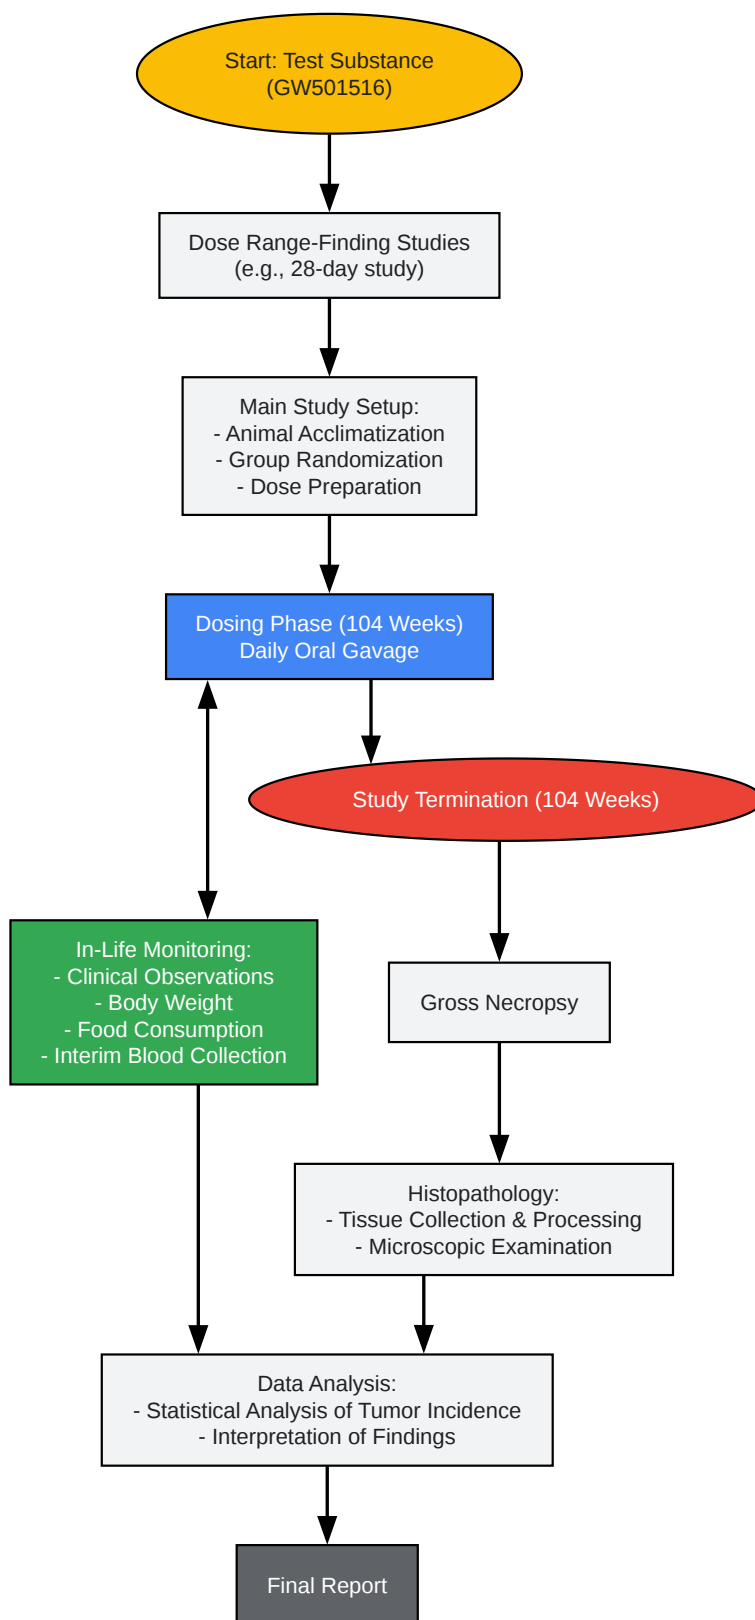 Start: Test Substance
(GW501516)
Dose Range-Finding Studies
(e.g., 28-day study)
Main Study Setup:
- Animal Acclimatization
- Group Randomization
- Dose Preparation
Dosing Phase (104 Weeks)
Daily Oral Gavage
Study Termination (104 Weeks)
In-Life Monitoring:
- Clinical Observations
- Body Weight
- Food Consumption
- Interim Blood Collection
Gross Necropsy
Histopathology:
- Tissue Collection & Processing
- Microscopic Examination
Data Analysis:
- Statistical Analysis of Tumor Incidence
- Interpretation of Findings
Final Report